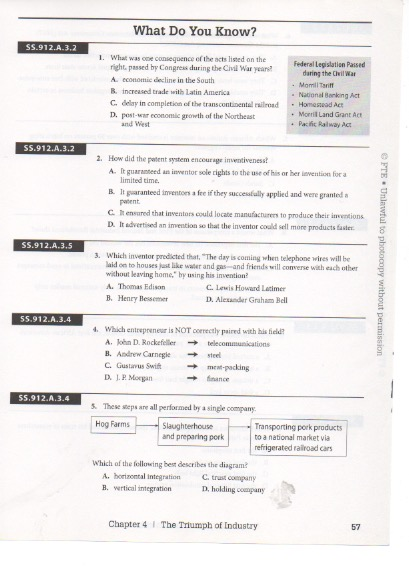 What Do You Know?
SS.912.A.3.2
1. What was one consequence of the acts listed on the
right, passed by Congress during the Civil War years?
A. economic decline in the South
B. increased trade with Latin America
C. delay in completion of the transcontinental railroad
D. post-war economic growth of the Northeast
and West
Federal Legislation Passed
during the Civil War
• Morrill Tariff
• National Banking Act
• Homestead Act
• Morrill Land Grant Act
• Pacific Railway Act
SS.912.A.3.2
2. How did the patent system encourage inventiveness?
A. It guaranteed an inventor sole rights to the use of his or her invention for a
limited time.
B. It guaranteed inventors a fee if they successfully applied and were granted a
patent.
C. It ensured that inventors could locate manufacturers to produce their inventions.
D. It advertised an invention so that the inventor could sell more products faster.
SS.912.A.3.5
3. Which inventor predicted that, "The day is coming when telephone wires will be
laid on to houses just like water and gas—and friends will converse with each other
without leaving home," by using his invention?
A. Thomas Edison
C. Lewis Howard Latimer
B. Henry Bessemer
D. Alexander Graham Bell
SS.912.A.3.4
4. Which entrepreneur is NOT correctly paired with his field?
A. John D. Rockefeller → telecommunications
B. Andrew Carnegie → steel
C. Gustavus Swift → meat-packing
D. J. P. Morgan → finance
SS.912.A.3.4
5. These steps are all performed by a single company.
Hog Farms
Slaughterhouse
and preparing pork
Transporting pork products
to a national market via
refrigerated railroad cars
Which of the following best describes the diagram?
A. horizontal integration
C. trust company
B. vertical integration
D. holding company
Chapter 4 | The Triumph of Industry
57
© FTE • Unlawful to photocopy without permission